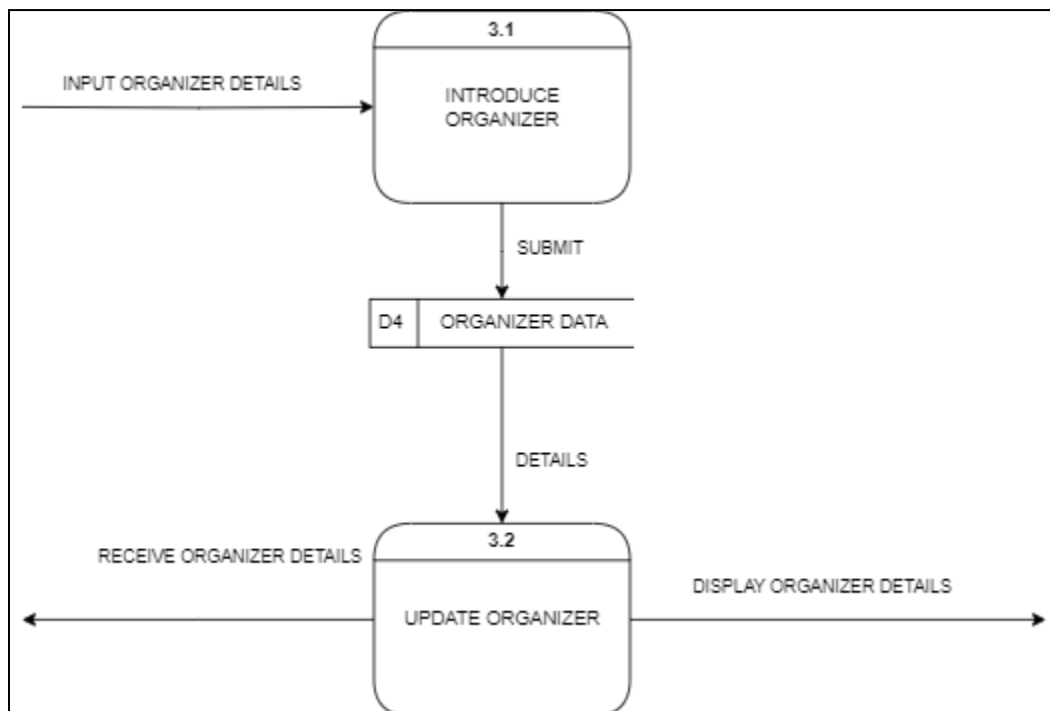 3.1
INPUT ORGANIZER DETAILS
INTRODUCE
ORGANIZER
SUBMIT
D4
ORGANIZER DATA
DETAILS
3.2
RECEIVE ORGANIZER DETAILS
DISPLAY ORGANIZER DETAILS
UPDATE ORGANIZER